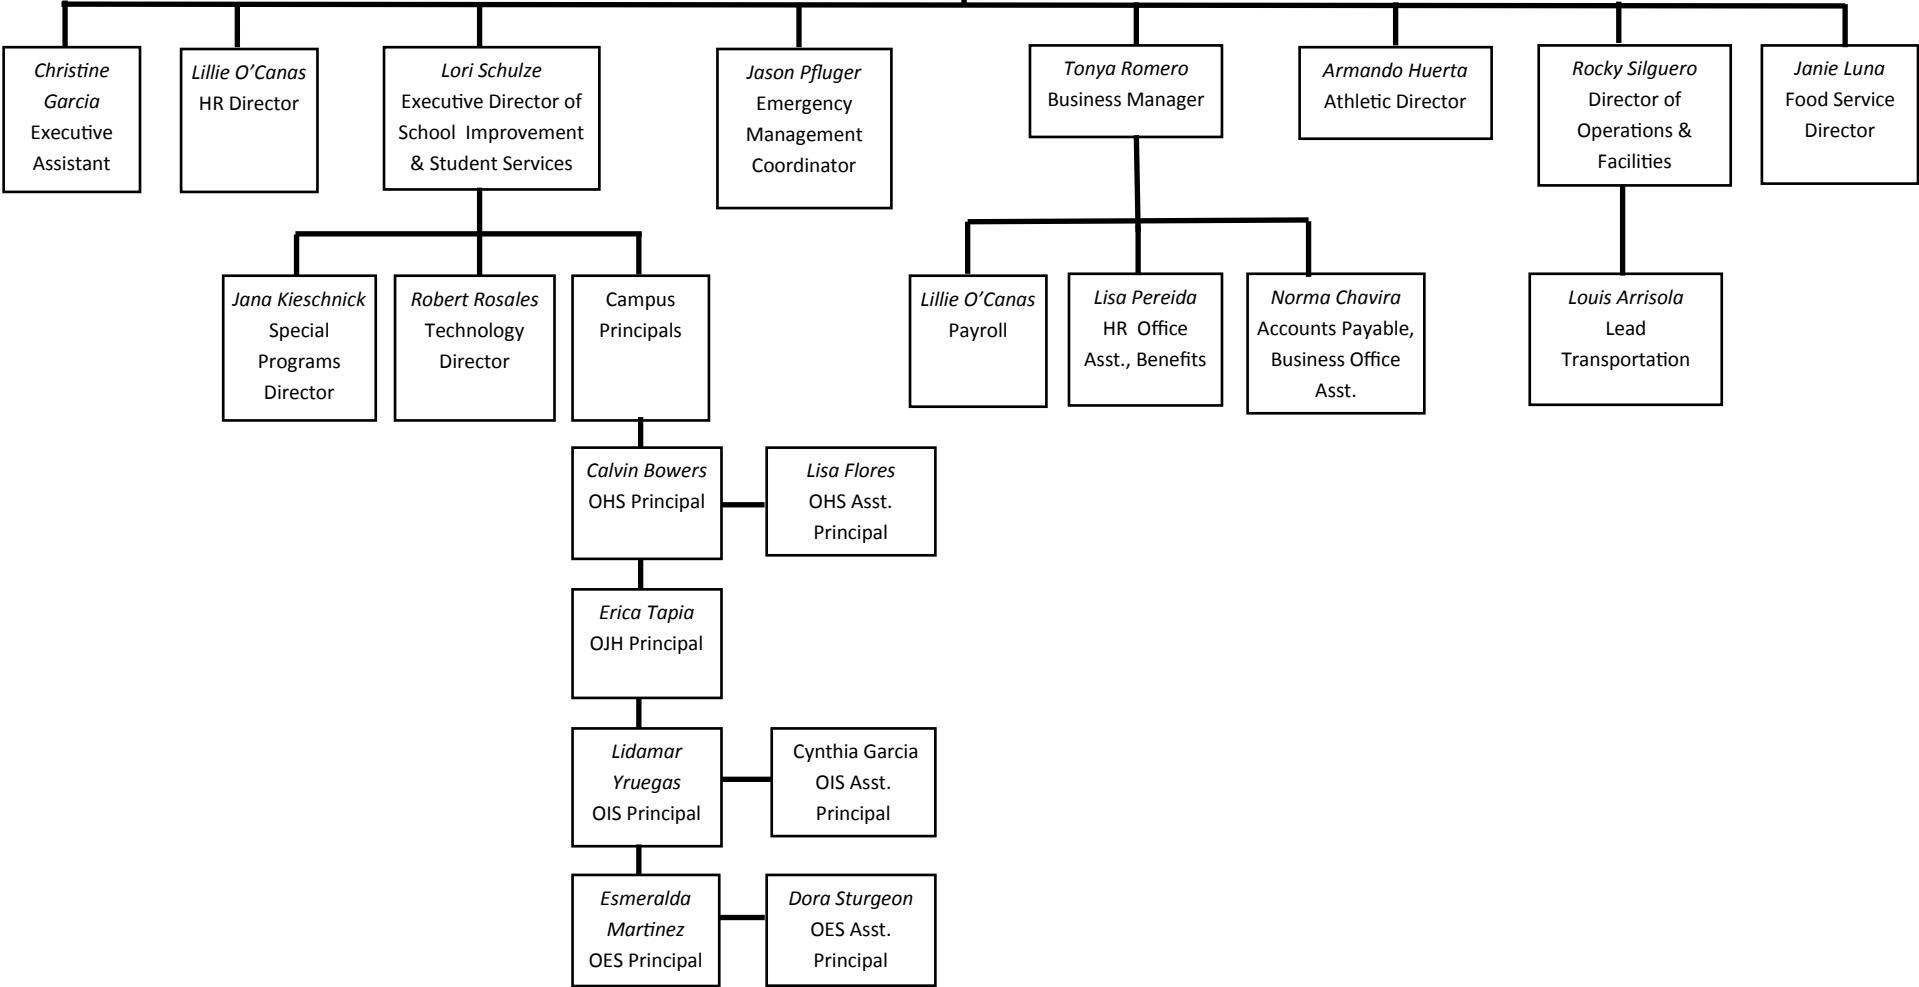 Christine
Garcia
Executive
Assistant
Lillie O’Canas
HR Director
Lori Schulze
Executive Director of
School Improvement
& Student Services
Jason Pfluger
Emergency
Management
Coordinator
Tonya Romero
Business Manager
Armando Huerta
Athletic Director
Rocky Silguero
Director of
Operations &
Facilities
Janie Luna
Food Service
Director
Jana Kieschnick
Special
Programs
Director
Robert Rosales
Technology
Director
Campus
Principals
Lillie O’Canas
Payroll
Lisa Pereida
HR Office
Asst., Benefits
Norma Chavira
Accounts Payable,
Business Office
Asst.
Louis Arrisola
Lead
Transportation
Calvin Bowers
OHS Principal
Lisa Flores
OHS Asst.
Principal
Erica Tapia
OJH Principal
Lidamar
Yruegas
OIS Principal
Cynthia Garcia
OIS Asst.
Principal
Esmeralda
Martinez
OES Principal
Dora Sturgeon
OES Asst.
Principal